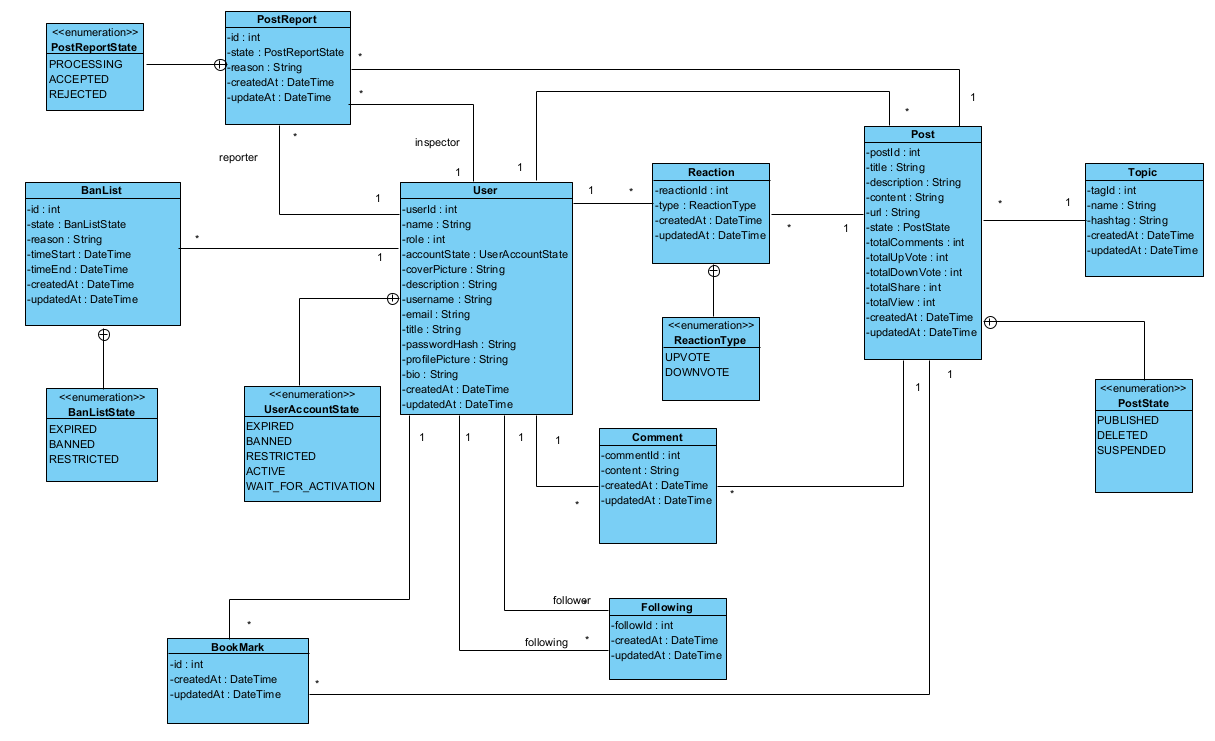 <<enumeration>>
PostReportState
PROCESSING
ACCEPTED
REJECTED
PostReport
-id : int
-state : PostReportState
-reason : String
-createdAt : DateTime
-updateAt : DateTime
*
*
*
reporter
inspector
1
1
1
*
1
BanList
-id : int
-state : BanListState
-reason : String
-timeStart : DateTime
-timeEnd : DateTime
-createdAt : DateTime
-updatedAt : DateTime
*
1
<<enumeration>>
BanListState
EXPIRED
BANNED
RESTRICTED
User
-userId : int
-name : String
-role : int
-accountState : UserAccountState
-coverPicture : String
-description : String
-username : String
-email : String
-title : String
-passwordHash : String
-profilePicture : String
-bio : String
-createdAt : DateTime
-updatedAt : DateTime
<<enumeration>>
UserAccountState
EXPIRED
BANNED
RESTRICTED
ACTIVE
WAIT_FOR_ACTIVATION
1
*
Reaction
-reactionId : int
-type : ReactionType
-createdAt : DateTime
-updatedAt : DateTime
*
1
<<enumeration>>
ReactionType
UPVOTE
DOWNVOTE
Post
-postId : int
-title : String
-description : String
-content : String
-url : String
-state : PostState
-totalComments : int
-totalUpVote : int
-totalDownVote : int
-totalShare : int
-totalView : int
-createdAt : DateTime
-updatedAt : DateTime
*
1
Topic
-tagId : int
-name : String
-hashtag : String
-createdAt : DateTime
-updatedAt : DateTime
<<enumeration>>
PostState
PUBLISHED
DELETED
SUSPENDED
1
1
1
1
1
1
Comment
-commentId : int
-content : String
-createdAt : DateTime
-updatedAt : DateTime
*
*
follower
*
following
*
Following
-followId : int
-createdAt : DateTime
-updatedAt : DateTime
*
BookMark
-id : int
-createdAt : DateTime
-updatedAt : DateTime
*